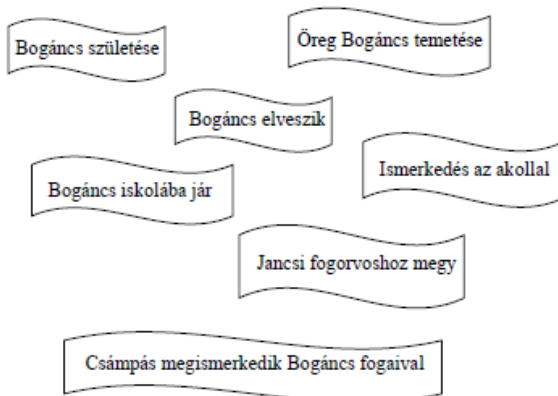 Bogáncs születése
Öreg Bogáncs temetése
Bogáncs elveszik
Ismerkedés az akollal
Bogáncs iskolába jár
Jancsi fogorvoshoz megy
Csámpás megismerkedik Bogáncs fogaival